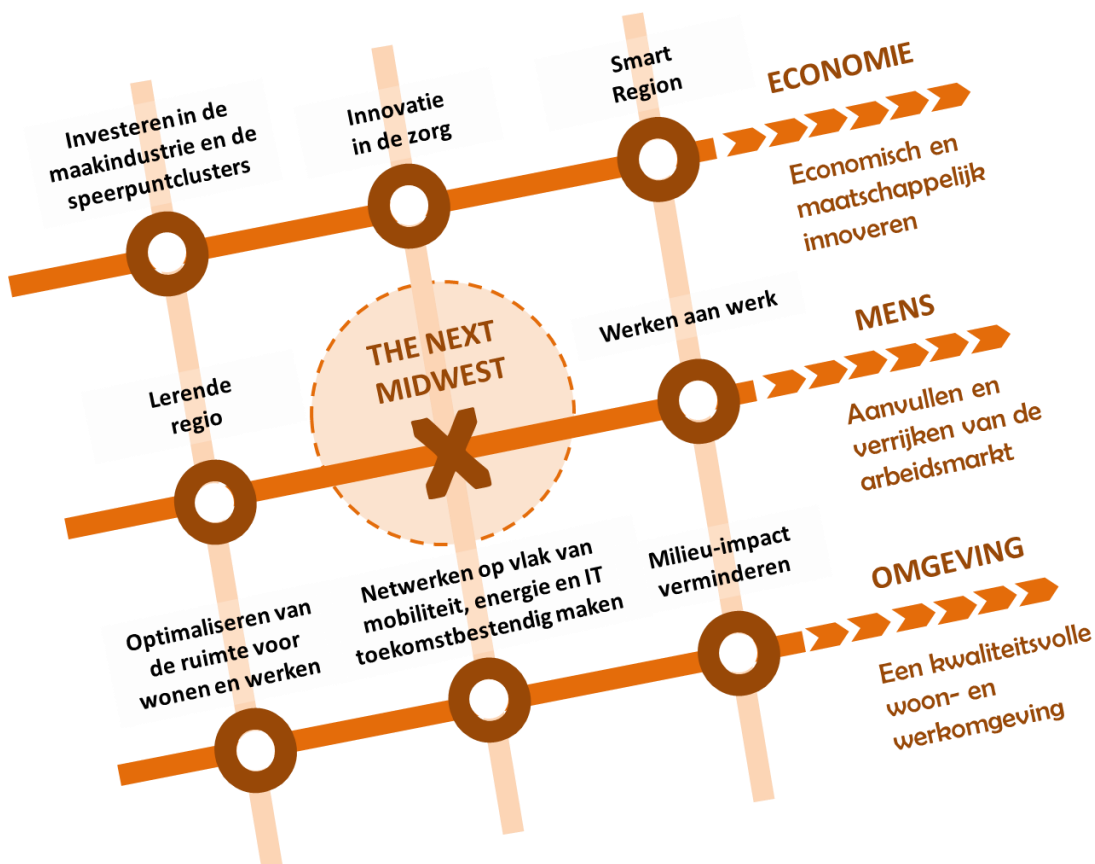 Investeren in de
maakindustrie en de
speerpuntclusters
Innovatie
in de zorg
Smart
Region
ECONOMIE
Economisch en
maatschappelijk
innoveren
Lerende
regio
THE NEXT
MIDWEST
Werken aan werk
MENS
Aanvullen en
verrijken van de
arbeidsmarkt
Optimaliseren van
de ruimte voor
wonen en werken
Netwerken op vlak van
mobiliteit, energie en IT
toekomstbestendig maken
Milieu-impact
verminderen
OMGEVING
Een kwaliteitsvolle
woon- en
werkomgeving